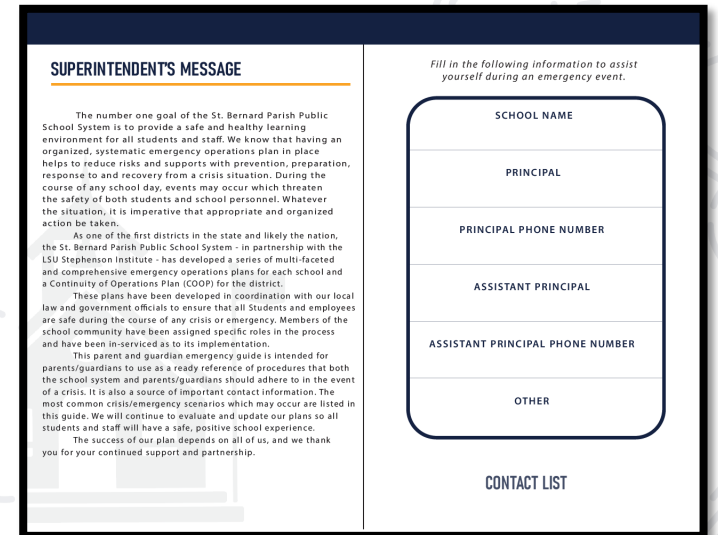 SUPERINTENDENT'S MESSAGE
The number one goal of the St. Bernard Parish Public
School System is to provide a safe and healthy learning
environment for all students and staff. We know that having an
organized, systematic emergency operations plan in place
helps to reduce risks and supports with prevention, preparation,
response to and recovery from a crisis situation. During the
course of any school day, events may occur which threaten
the safety of both students and school personnel. Whatever
the situation, it is imperative that appropriate and organized
action be taken.
As one of the first districts in the state and likely the nation,
the St. Bernard Parish Public School System - in partnership with the
LSU Stephenson Institute - has developed a series of multi-faceted
and comprehensive emergency operations plans for each school and
a Continuity of Operations Plan (COOP) for the district.
These plans have been developed in coordination with our local
law and government officials to ensure that all Students and employees
are safe during the course of any crisis or emergency. Members of the
school community have been assigned specific roles in the process
and have been in-serviced as to its implementation.
This parent and guardian emergency guide is intended for
parents/guardians to use as a ready reference of procedures that both
the school system and parents/guardians should adhere to in the event
of a crisis. It is also a source of important contact information. The
most common crisis/emergency scenarios which may occur are listed in
this guide. We will continue to evaluate and update our plans so all
students and staff will have a safe, positive school experience.
The success of our plan depends on all of us, and we thank
you for your continued support and partnership.
Fill in the following information to assist
yourself during an emergency event.
SCHOOL NAME
PRINCIPAL
PRINCIPAL PHONE NUMBER
ASSISTANT PRINCIPAL
ASSISTANT PRINCIPAL PHONE NUMBER
OTHER
CONTACT LIST